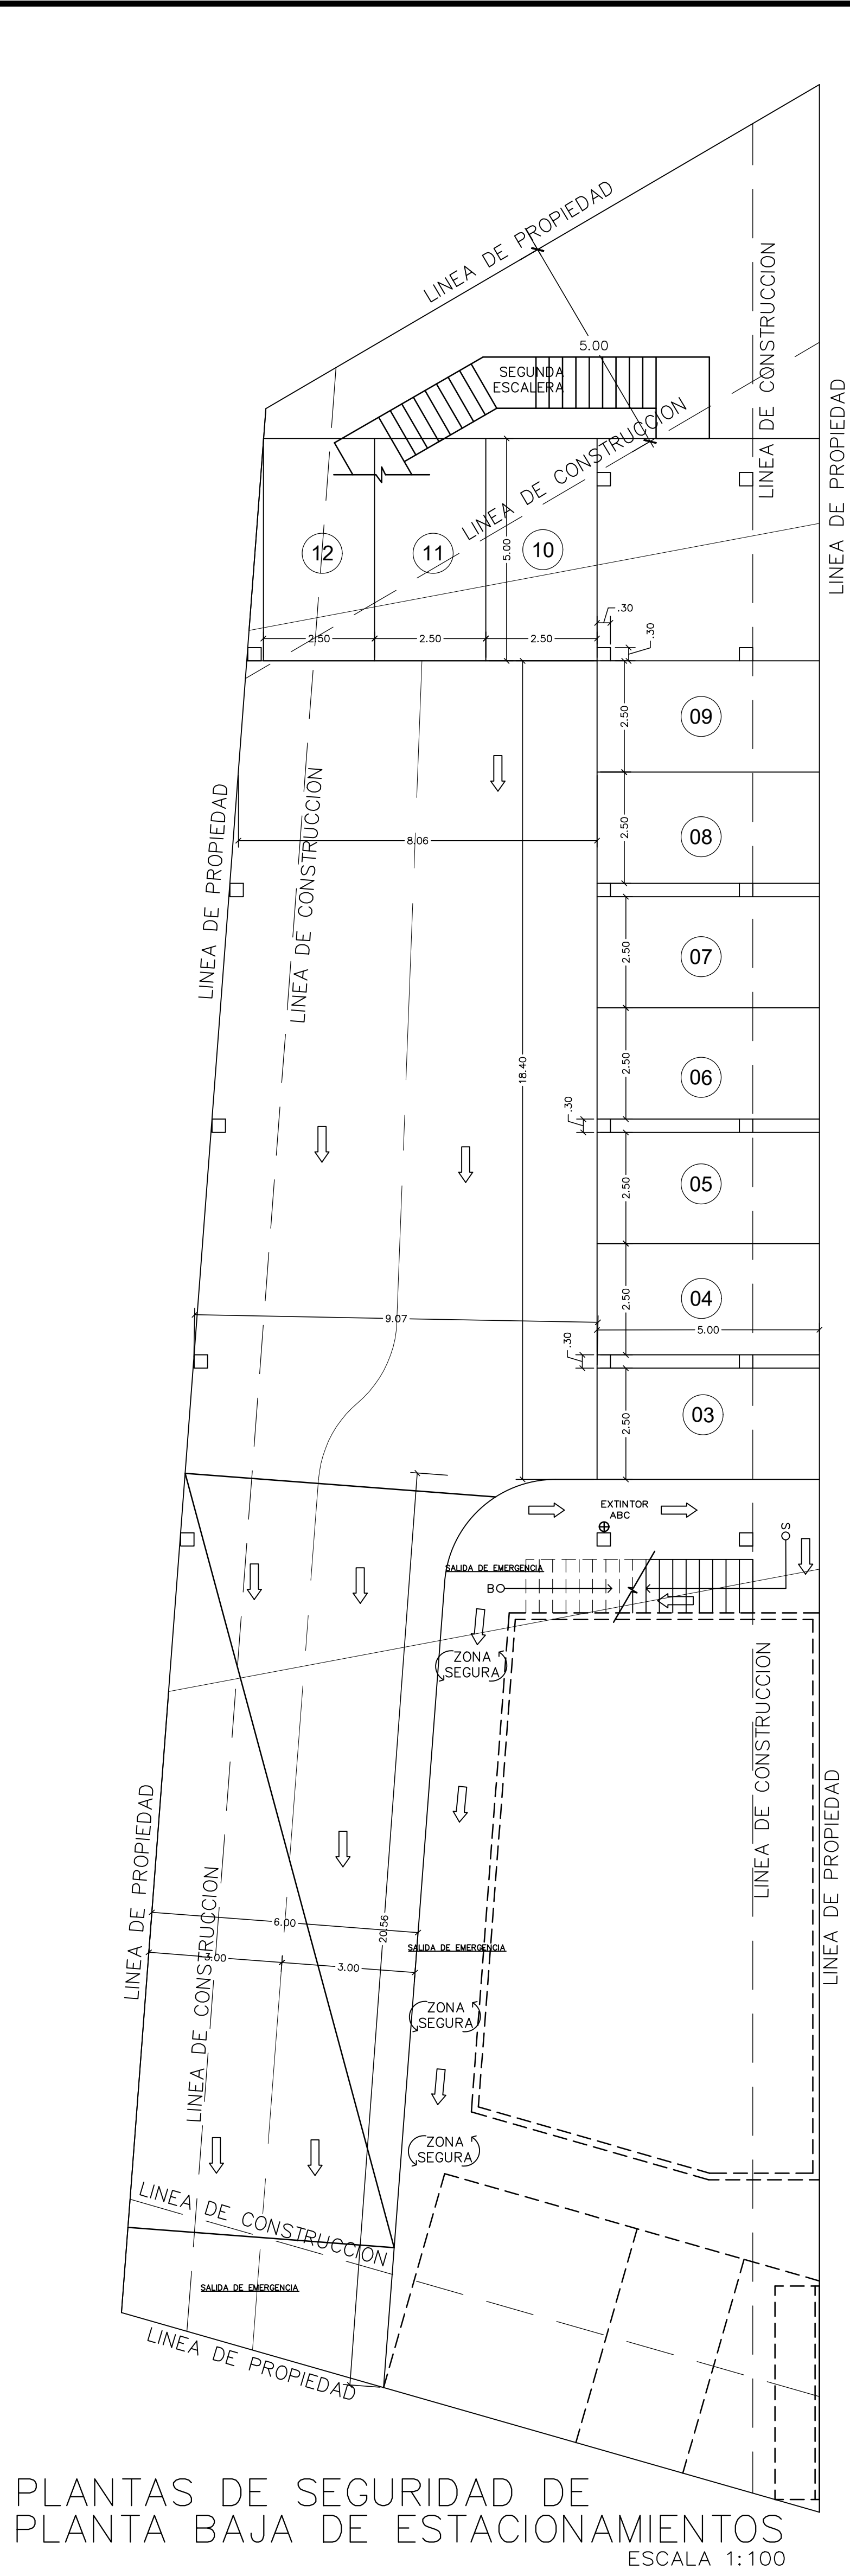 LINEA DE PROPIEDAD
LINEA DE CONSTRUCCION
5.00
SEGUNDA
ESCALERA
LINEA DE PROPIEDAD
LINEA DE CONSTRUCCION
12
11
10
5.00
.30
.30
2.50
2.50
2.50
09
2.50
LINEA DE PROPIEDAD
LINEA DE CONSTRUCCION
8.06
08
2.50
07
2.50
18.40
06
2.50
.30
05
2.50
04
2.50
9.07
5.00
.30
03
2.50
EXTINTOR
ABC
S
SALIDA DE EMERGENCIA
B
ZONA
SEGURA
LINEA DE CONSTRUCCION
LINEA DE PROPIEDAD
LINEA DE PROPIEDAD
LINEA DE CONSTRUCCION
6.00
20.56
3.00
3.00
SALIDA DE EMERGENCIA
ZONA
SEGURA
ZONA
SEGURA
LINEA DE CONSTRUCCION
SALIDA DE EMERGENCIA
LINEA DE PROPIEDAD
PLANTAS DE SEGURIDAD DE
PLANTA BAJA DE ESTACIONAMIENTOS
ESCALA 1:100